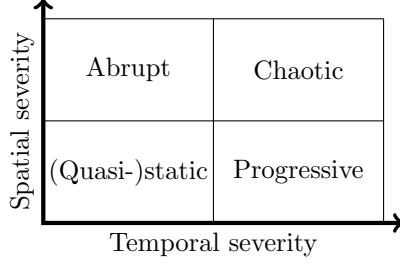 Spatial severity
Abrupt
Chaotic
(Quasi-)static
Progressive
Temporal severity